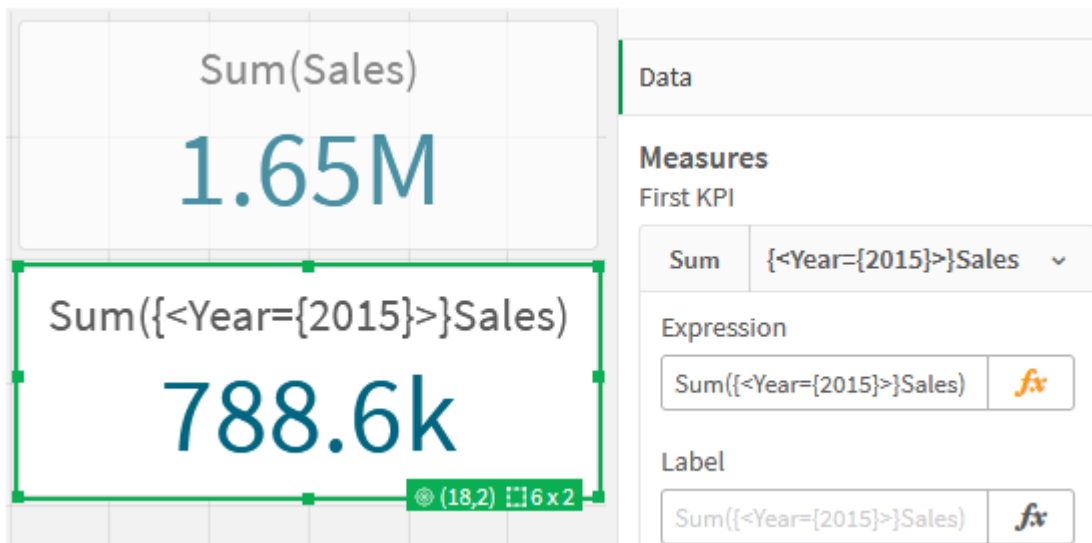 Sum(Sales)
1.65M
Sum({<Year={2015}>}Sales)
788.6k
(18,2) 6 x 2
Data
Measures
First KPI
Sum {<Year={2015}>}Sales
Expression
Sum({<Year={2015}>}Sales) fx
Label
Sum({<Year={2015}>}Sales) fx